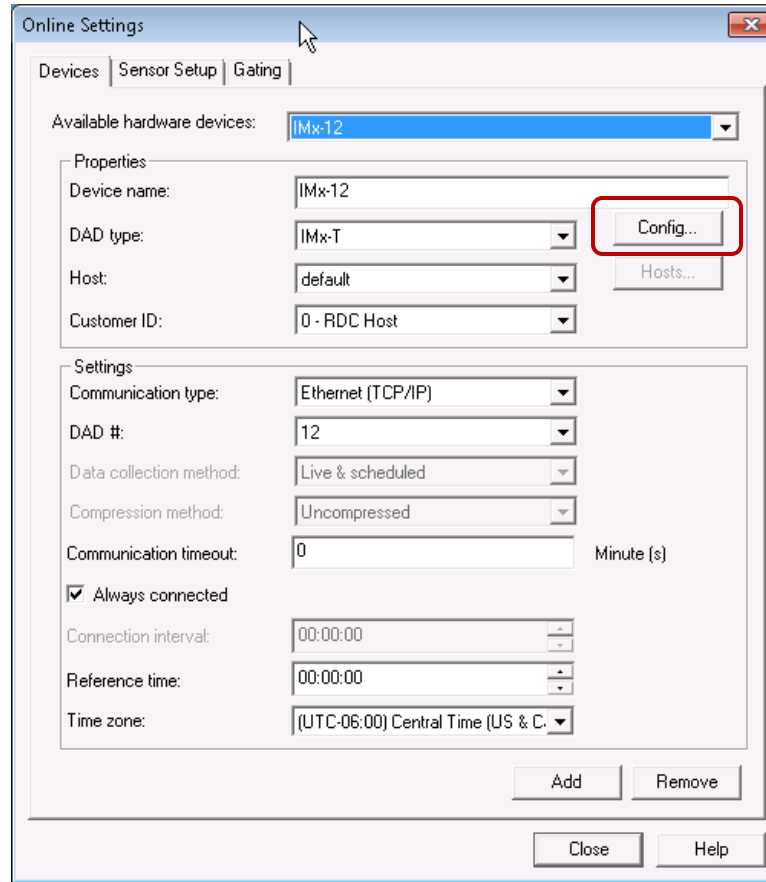 Online Settings
Devices Sensor Setup Gating
Available hardware devices: IMx-12
Properties
Device name: IMx-12
DAD type: IMx-T Config...
Host: default Hosts...
Customer ID: 0 - RDC Host
Settings
Communication type: Ethernet (TCP/IP)
DAD #: 12
Data collection method: Live & scheduled
Compression method: Uncompressed
Communication timeout: 0 Minute (s)
Always connected
Connection interval: 00:00:00
Reference time: 00:00:00
Time zone: (UTC-06:00) Central Time (US & C.
Add Remove
Close Help